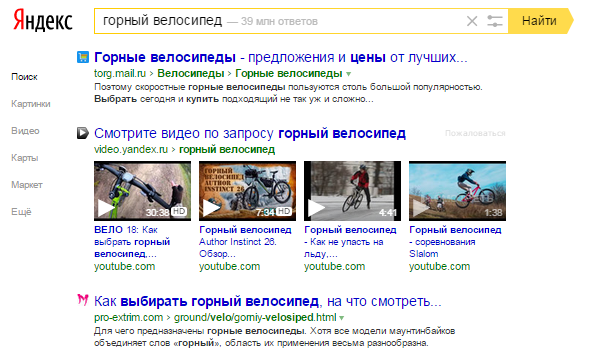 Яндекс
горный велосипед — 39 млн ответов
Найти
Поиск
Картинки
Видео
Карты
Маркет
Ещё
Горные велосипеды - предложения и цены от лучших...
torg.mail.ru › Велосипеды › Горные велосипеды
Поэтому скоростные горные велосипеды пользуются столь большой популярностью.
Выбрать сегодня и купить подходящий не так уж и сложно...
Смотрите видео по запросу горный велосипед
Пожаловаться
video.yandex.ru › горный велосипед
30:38 HD
ГОРНЫЙ
ВЕЛОСИПЕД
AUTHOR
INSTINCT 26
7:34 HD
4:41
1:38
ВЕЛО 18: Как
выбрать горный
велосипед,...
youtube.com
Горный велосипед
Author Instinct 26.
Обзор...
youtube.com
Горный велосипед
- Как не упасть на
льду,...
youtube.com
Горный велосипед
- соревнования
Slalom
youtube.com
Как выбирать горный велосипед, на что смотреть...
pro-extrim.com › ground/velo/gorniy-velosiped.html
Для чего предназначены горные велосипеды. Хотя все модели маунтинбайков
объединяет слов «горный», область их применения весьма разнообразна.